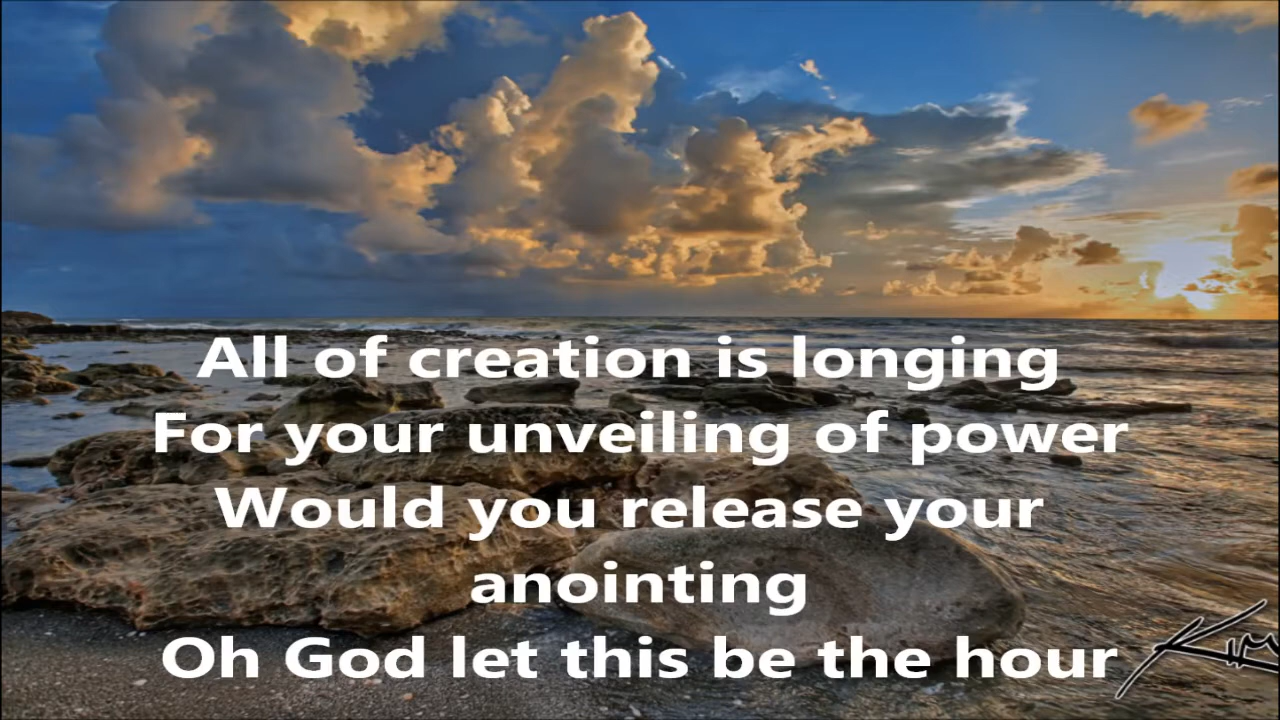 All of creation is longing
For your unveiling of power
Would you release your
anointing
Oh God let this be the hour
Kim